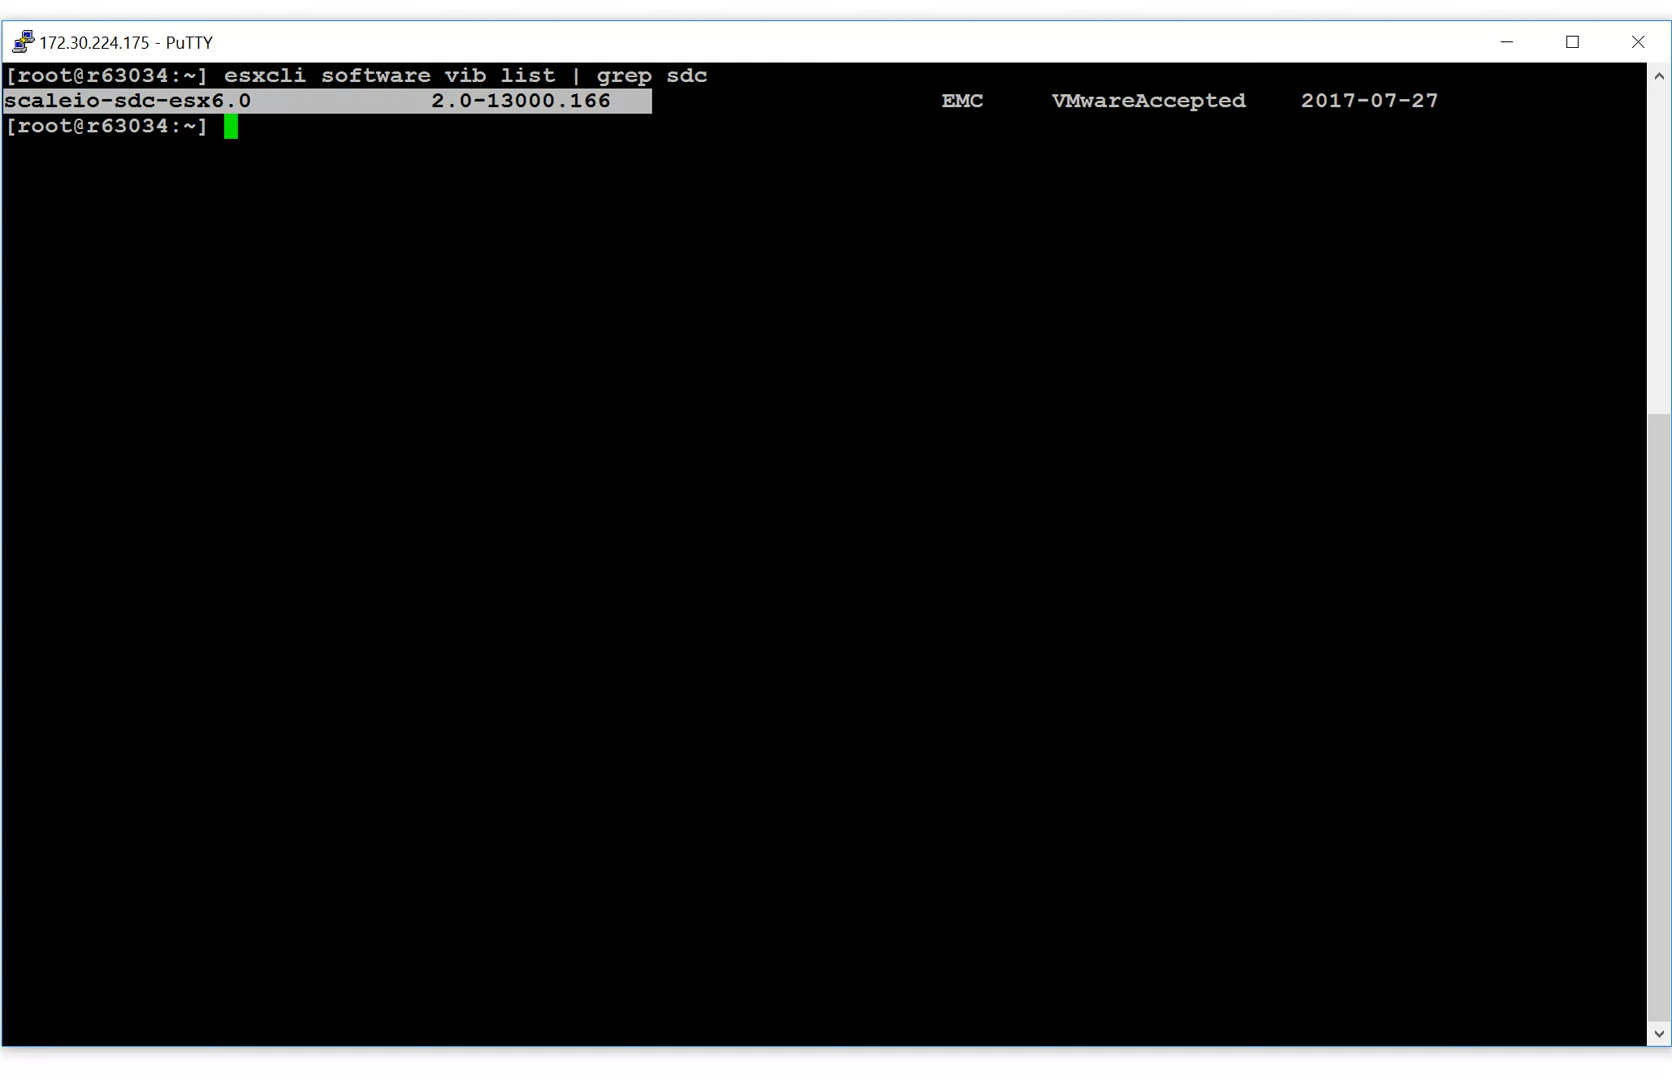 172.30.224.175 - PuTTY
[root@r63034:~] esxcli software vib list | grep sdc
scaleio-sdc-esx6.0             2.0-13000.166                        EMC     VMwareAccepted    2017-07-27
[root@r63034:~]